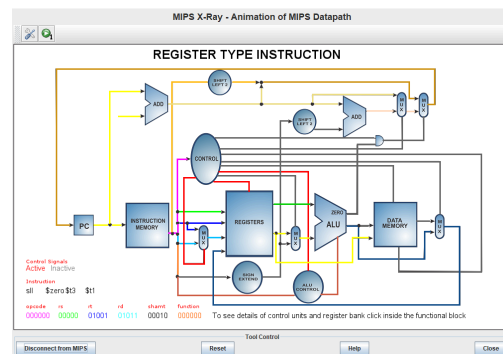 MIPS X-Ray - Animation of MIPS Datapath
REGISTER TYPE INSTRUCTION
SHIFT LEFT 2
ADD
SHIFT LEFT 2
ADD
MUX
MUX
CONTROL
PC
INSTRUCTION MEMORY
MUX
REGISTERS
MUX
ZERO
ALU
DATA MEMORY
MUX
SIGN EXTEND
ALU CONTROL
Control Signals
Active Inactive
Instruction
sll $zero $t3 $t1
opcode rs rt rd shamt function
000000 00000 01001 01011 00010 000000
To see details of control units and register bank click inside the functional block
Tool Control
Disconnect from MIPS Reset Help Close